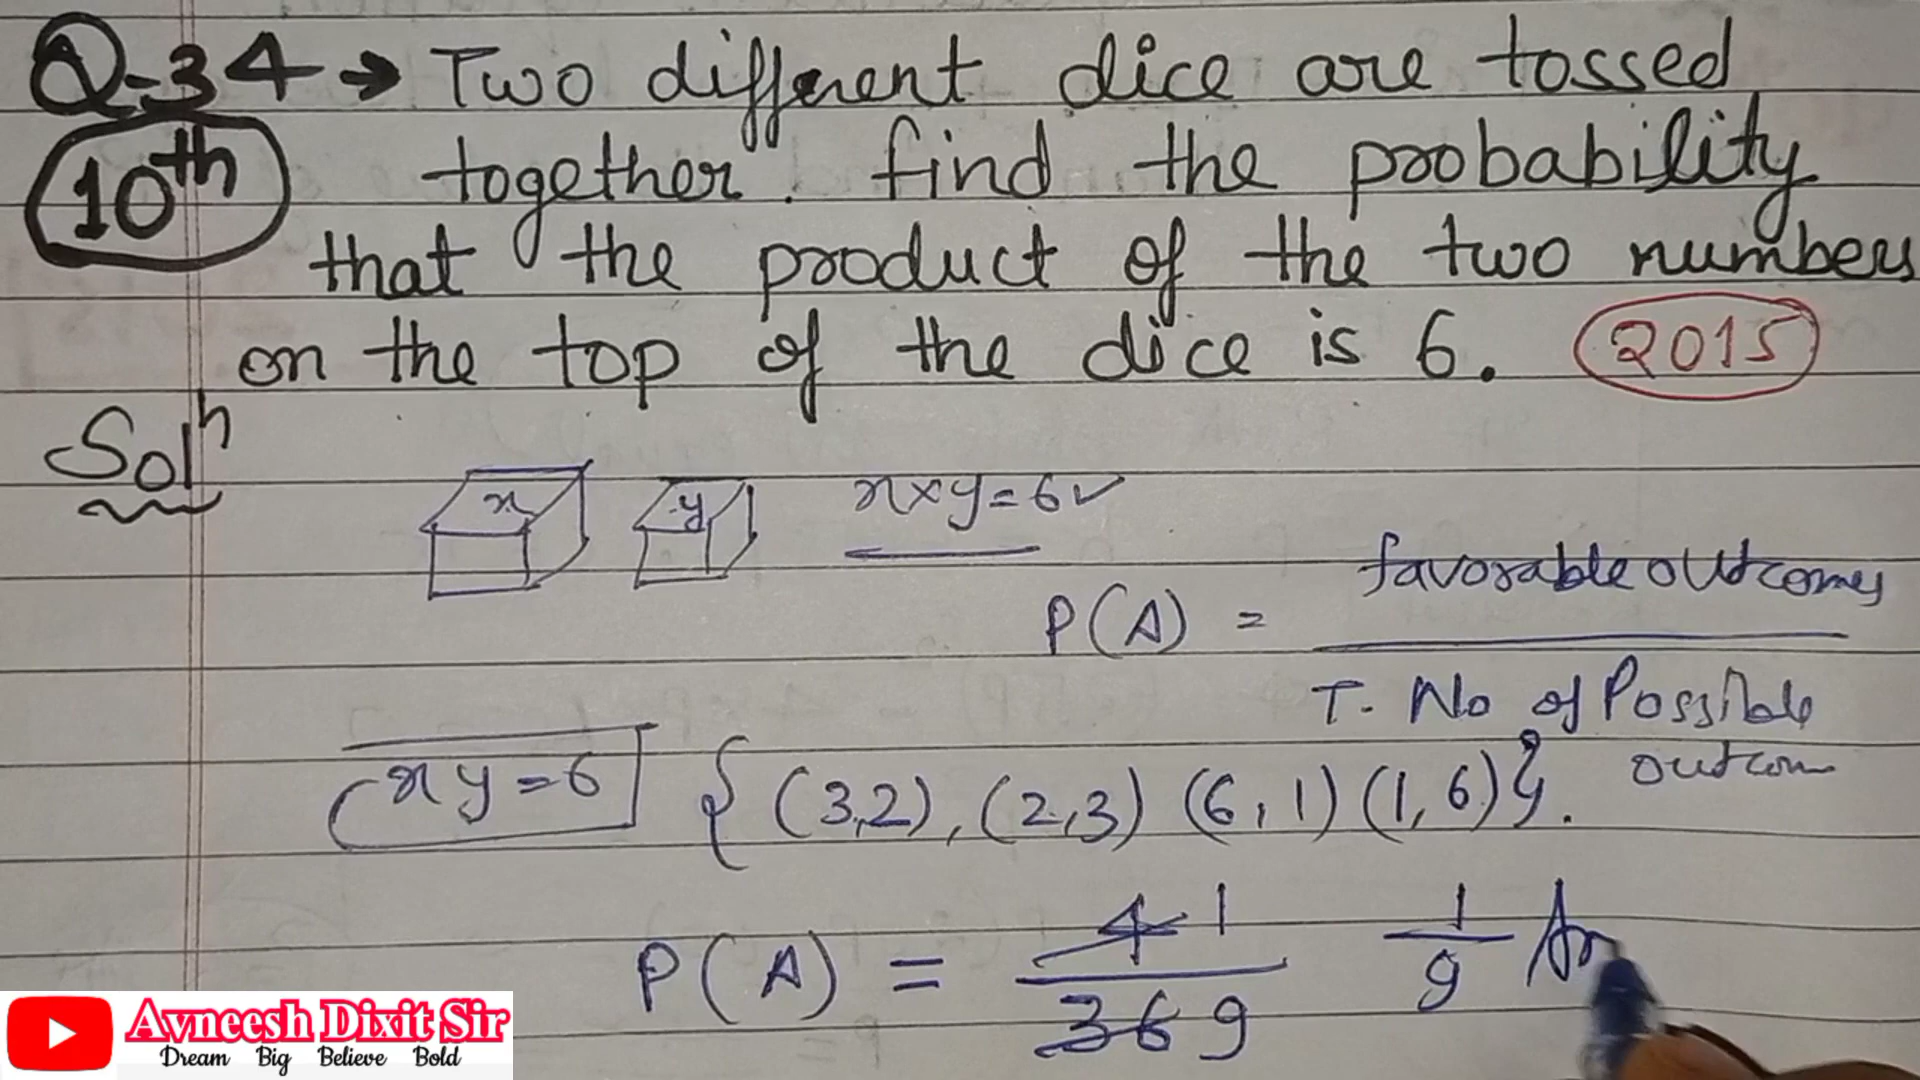 Q-34 → Two different dice are tossed
10th together. find the probability
that the product of the two numbers
on the top of the dice is 6. 2015
Solⁿ
x y x×y=6✓
P(A) = favorable outcomes
T. No of Possible
outcom
xy=6 {(3,2),(2,3)(6,1)(1,6)}.
P(A) = 4 1 / 36 9 1/9 An
Avneesh Dixit Sir
Dream Big Believe Bold